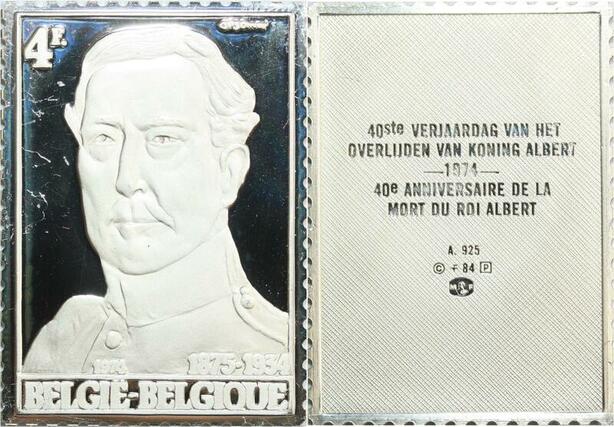 4F.
1974
1875-1934
BELGIË-BELGIQUE
40ste VERJAARDAG VAN HET
OVERLIJDEN VAN KONING ALBERT
—1974—
40e ANNIVERSAIRE DE LA
MORT DU ROI ALBERT
A. 925
© F 84 P